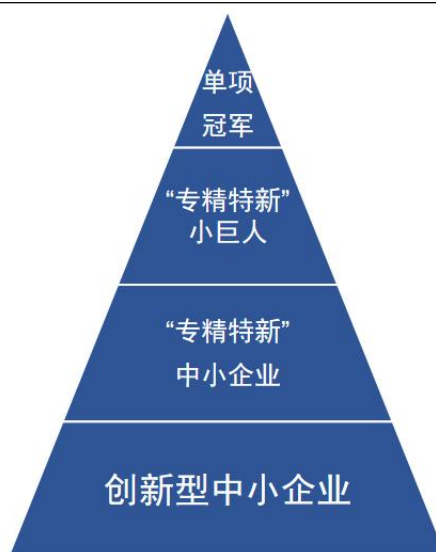 单项
冠军
“专精特新”
小巨人
“专精特新”
中小企业
创新型中小企业